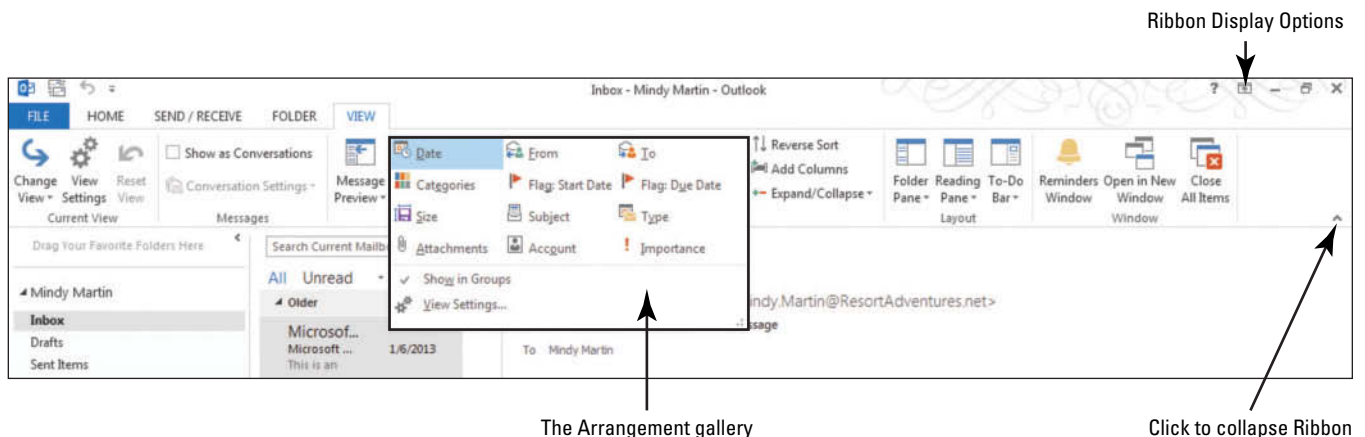 Ribbon Display Options
Inbox - Mindy Martin - Outlook
?
FILE HOME SEND / RECEIVE FOLDER VIEW
Change View
View Settings
Reset View
Current View
Show as Conversations
Conversation Settings
Messages
Message Preview
Date From To
Categories Flag: Start Date Flag: Due Date
Size Subject Type
Attachments Account Importance
Show in Groups
View Settings...
Reverse Sort
Add Columns
Expand/Collapse
Folder Pane
Reading Pane
To-Do Bar
Layout
Reminders Window
Open in New Window
Close All Items
Window
Drag Your Favorite Folders Here
Mindy Martin
Inbox
Drafts
Sent Items
Search Current
All Unread
Older
Microsof...
Microsoft ... 1/6/2013
This is an
indy.Martin@ResortAdventures.net>
ssage
To Mindy Martin
The Arrangement gallery
Click to collapse Ribbon